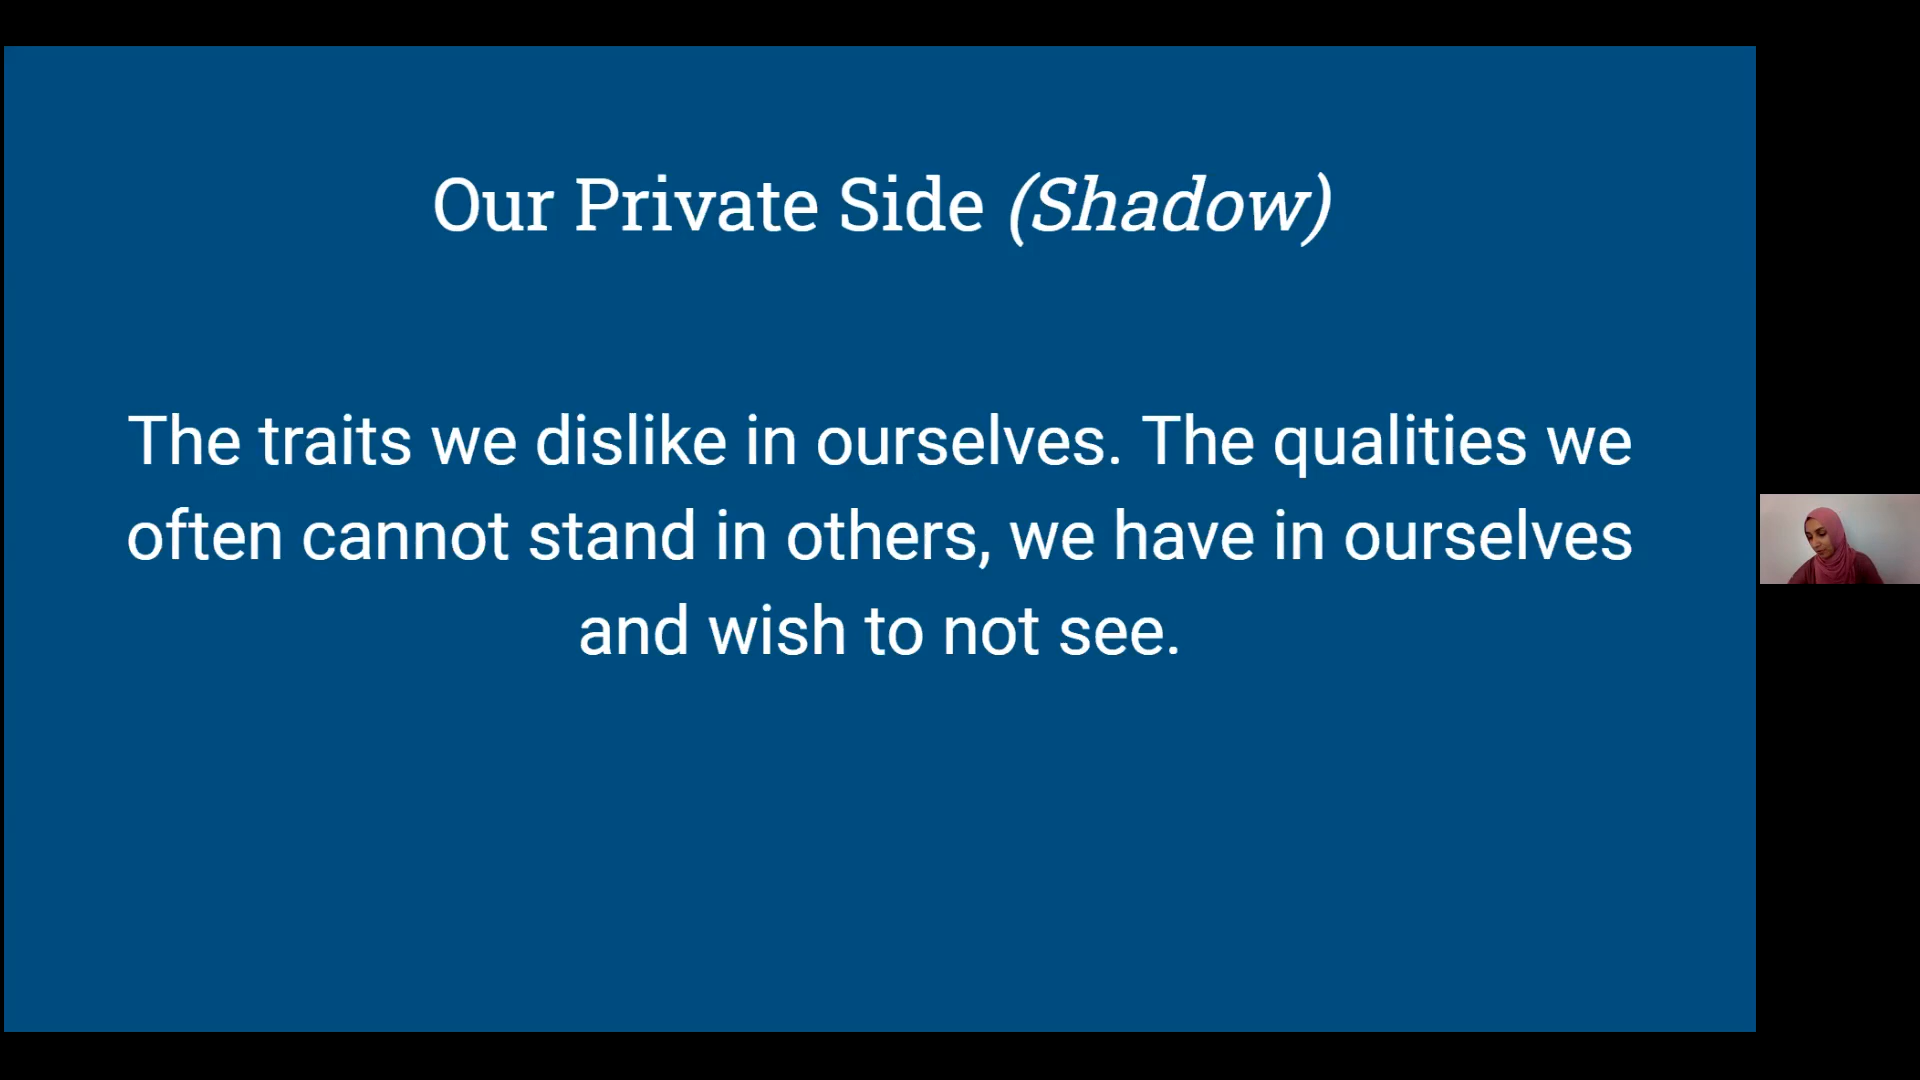 Our Private Side (Shadow)
The traits we dislike in ourselves. The qualities we
often cannot stand in others, we have in ourselves
and wish to not see.